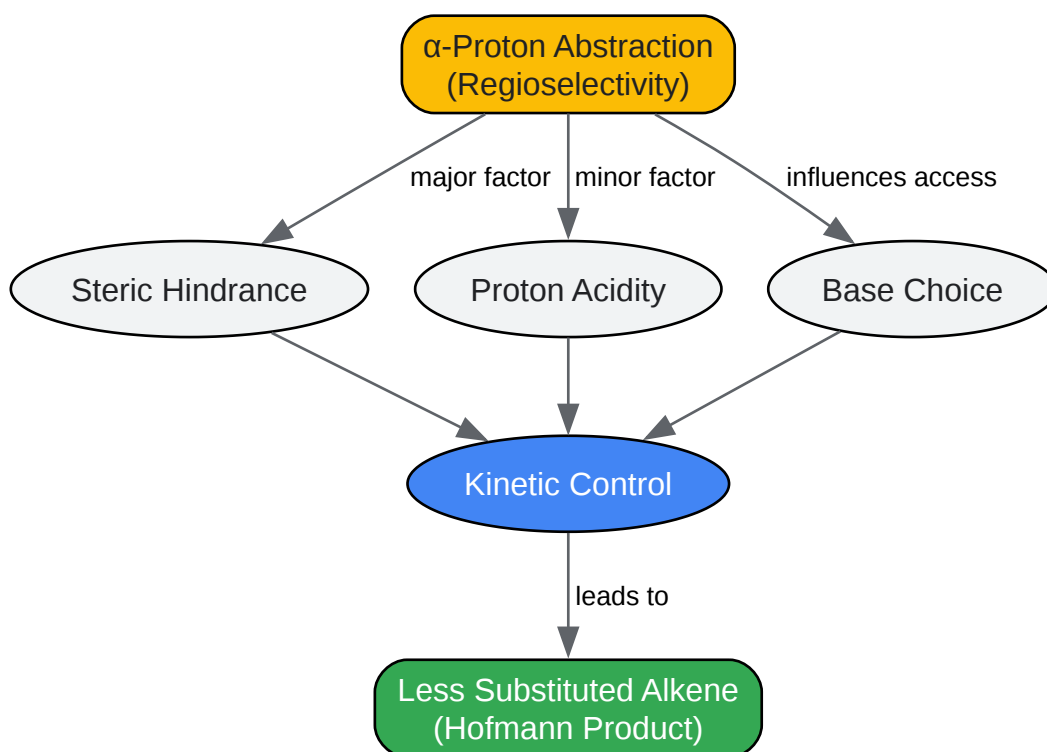 α-Proton Abstraction
(Regioselectivity)
major factor
minor factor
influences access
Steric Hindrance
Proton Acidity
Base Choice
Kinetic Control
leads to
Less Substituted Alkene
(Hofmann Product)